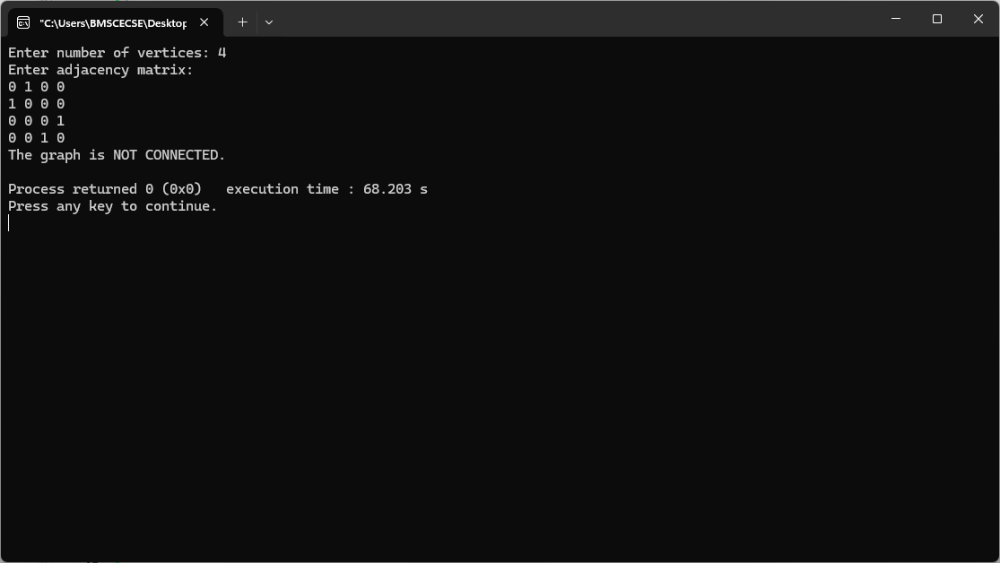 "C:\Users\BMSCECSE\Desktop
Enter number of vertices: 4
Enter adjacency matrix:
0 1 0 0
1 0 0 0
0 0 0 1
0 0 1 0
The graph is NOT CONNECTED.
Process returned 0 (0x0)   execution time : 68.203 s
Press any key to continue.